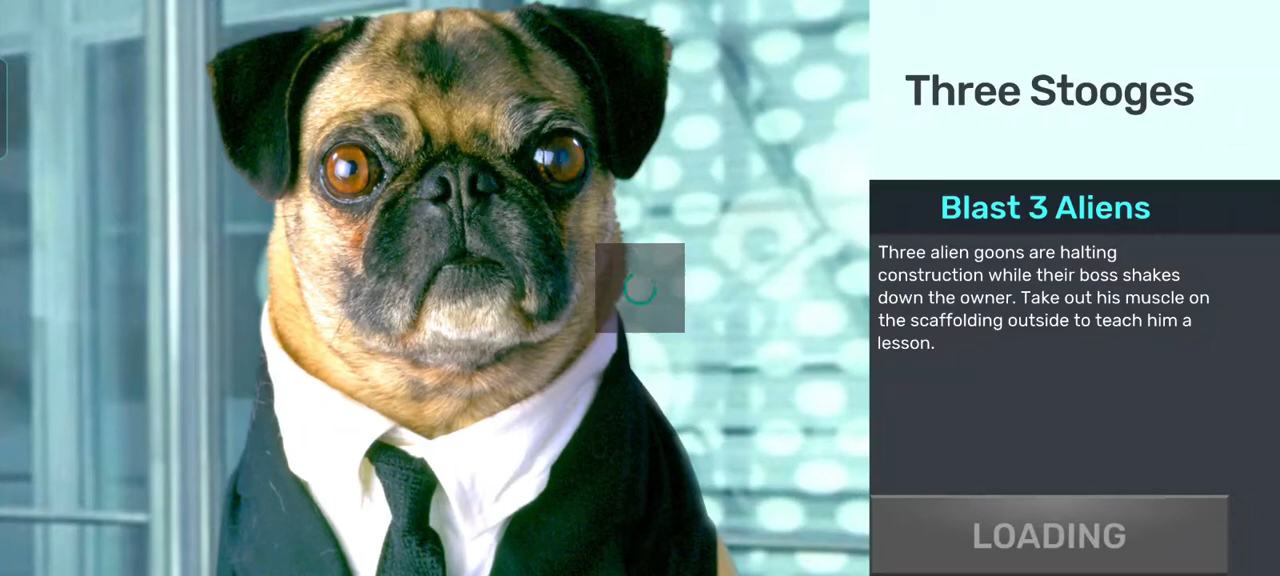 Three Stooges
Blast 3 Aliens
Three alien goons are halting
construction while their boss shakes
down the owner. Take out his muscle on
the scaffolding outside to teach him a
lesson.
LOADING